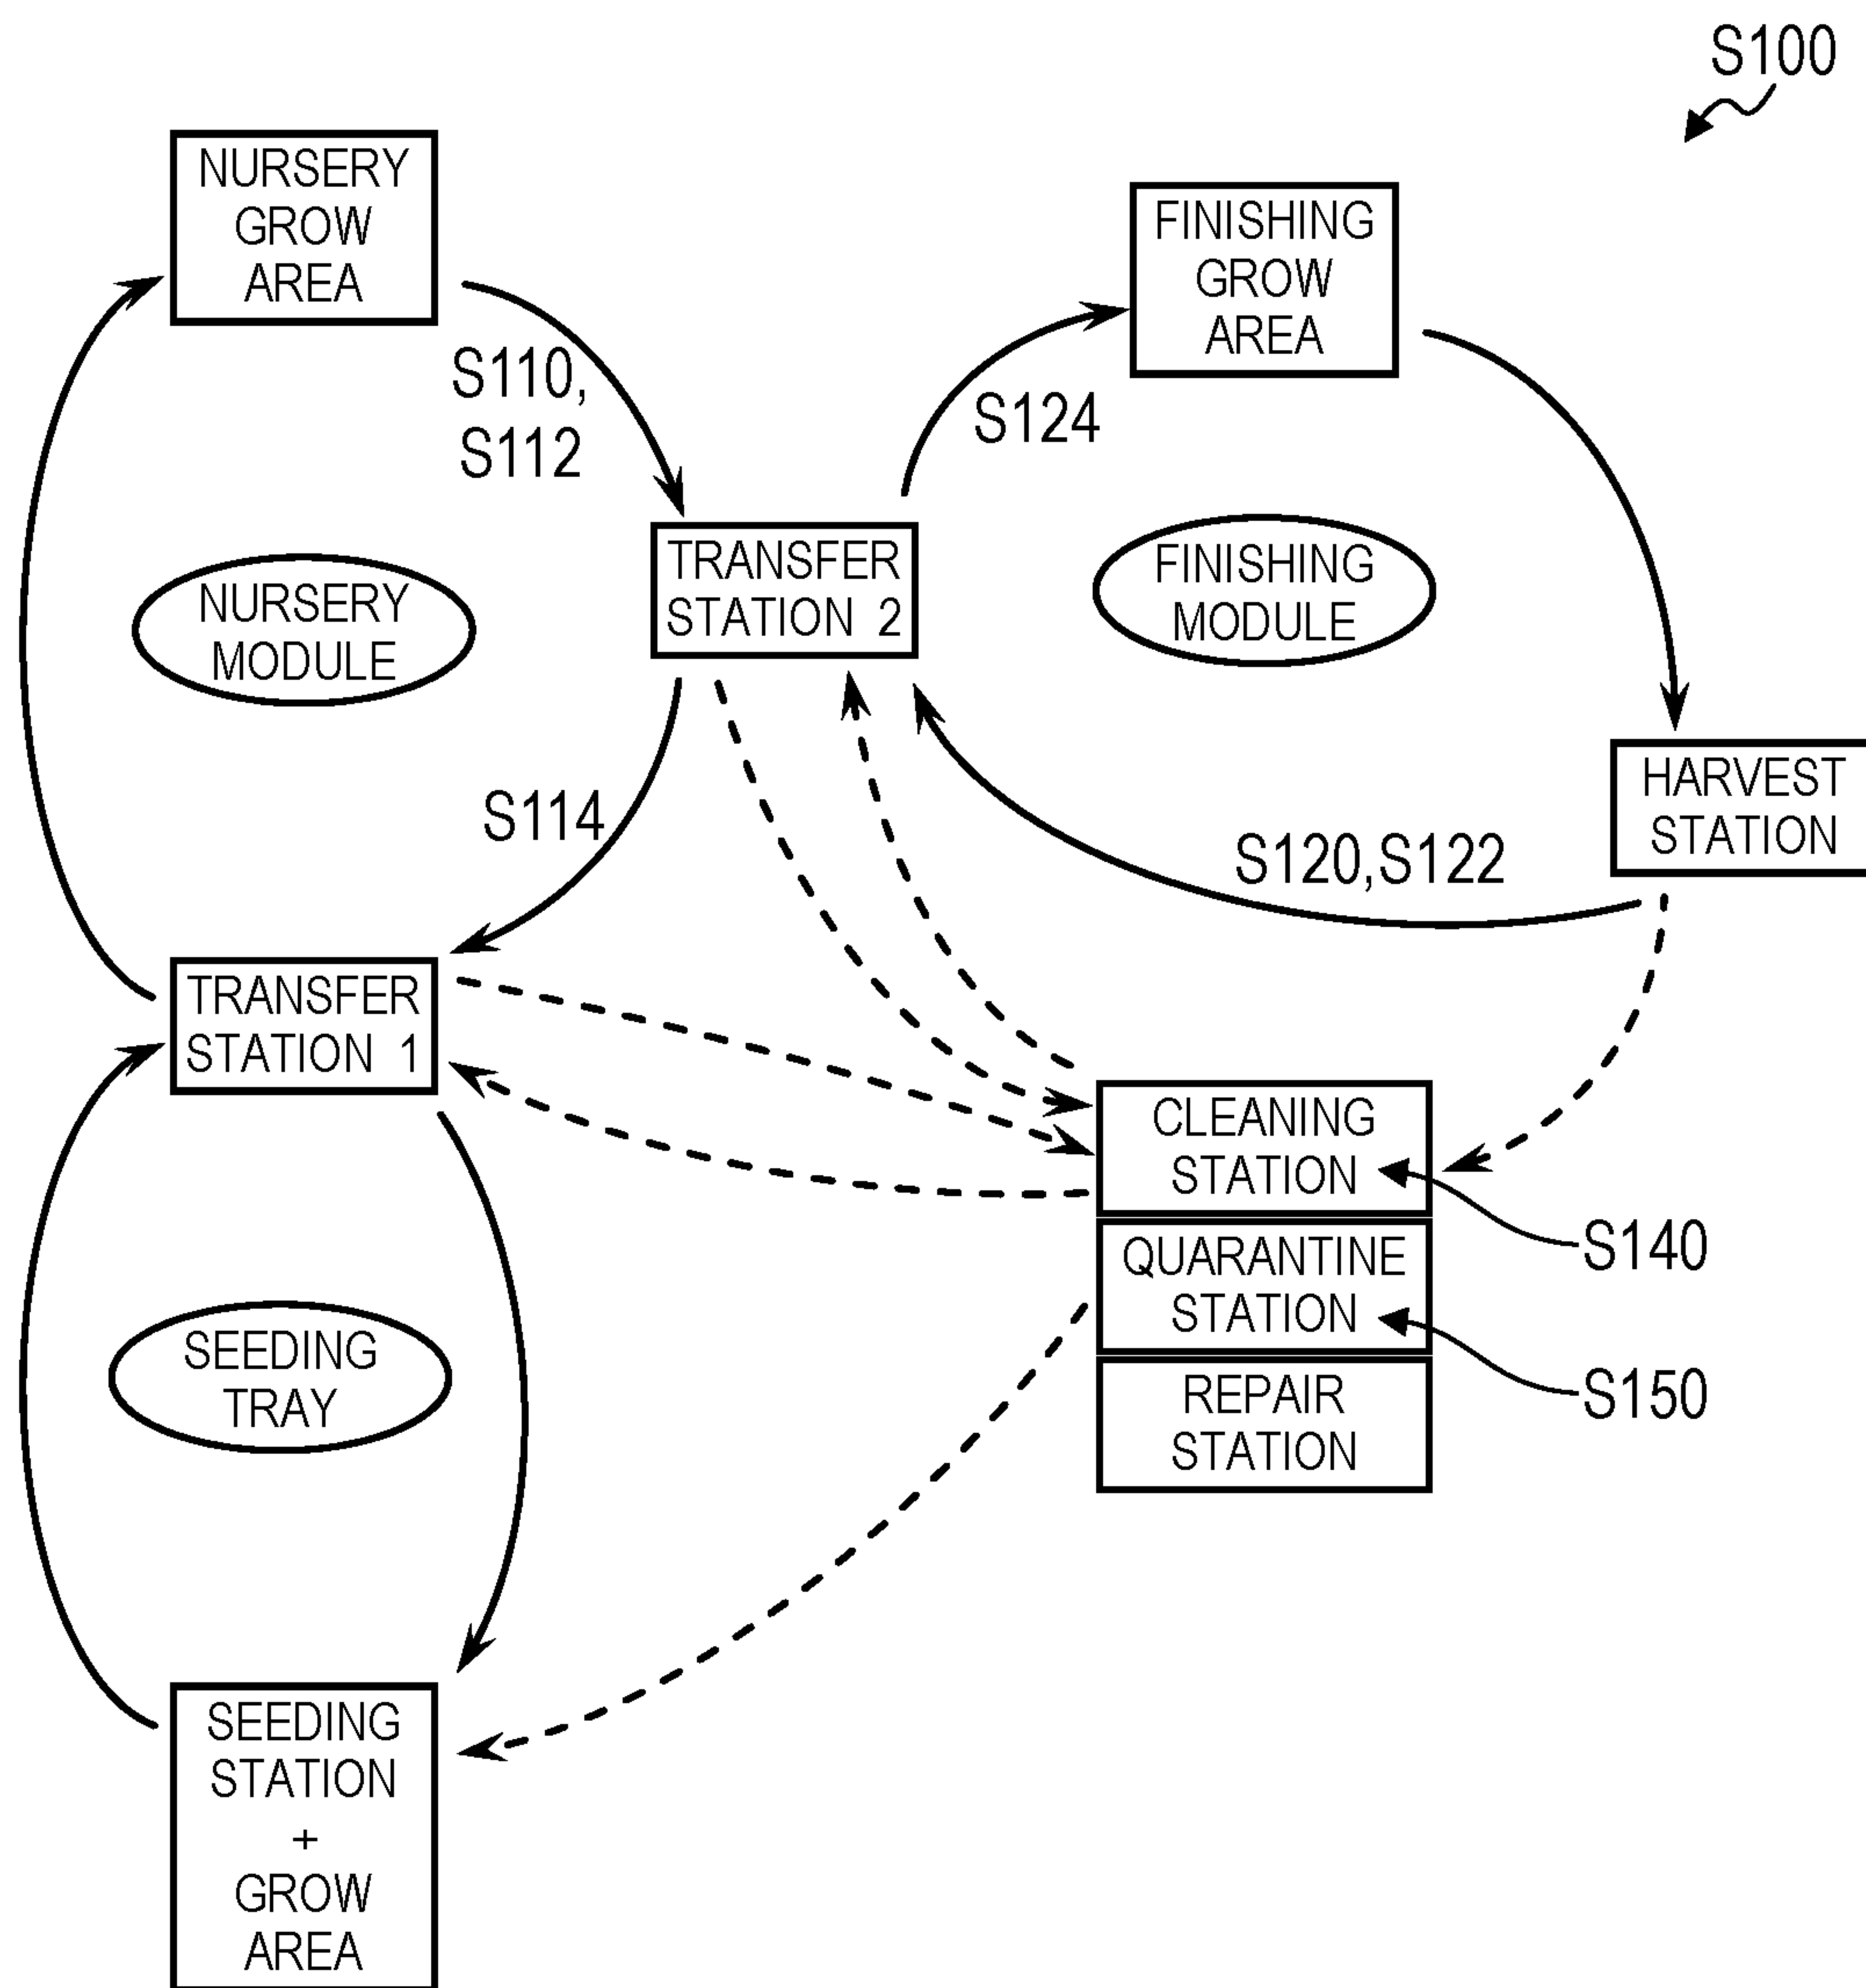 S100
NURSERY
GROW
AREA
FINISHING
GROW
AREA
S110,
S112
S124
TRANSFER
STATION 2
NURSERY
MODULE
FINISHING
MODULE
HARVEST
STATION
S114
S120,S122
TRANSFER
STATION 1
CLEANING
STATION
S140
QUARANTINE
STATION
S150
REPAIR
STATION
SEEDING
TRAY
SEEDING
STATION
+
GROW
AREA